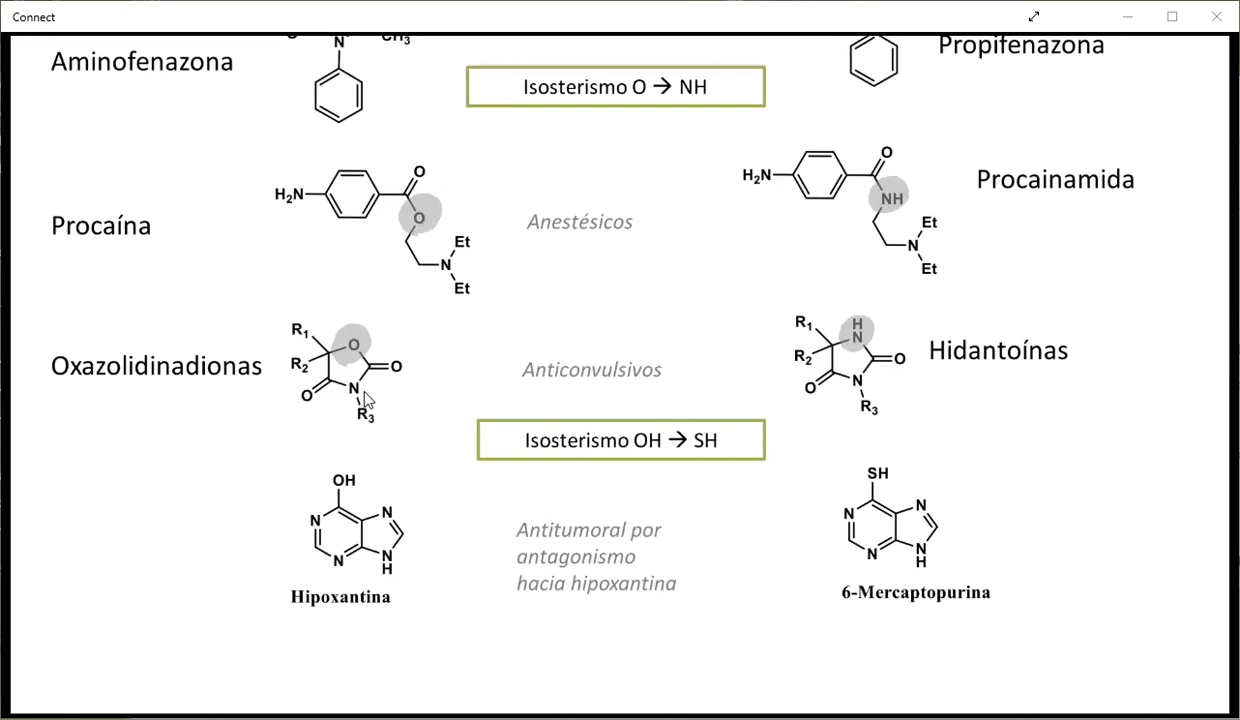 Connect
Aminofenazona
N
CH3
Propifenazona
Isosterismo O → NH
Procaína
H2N
O
O
N
Et
Et
Anestésicos
H2N
O
NH
N
Et
Et
Procainamida
Oxazolidinadionas
R1
R2
O
O
O
N
R3
Anticonvulsivos
R1
R2
H
N
O
O
N
R3
Hidantoínas
Isosterismo OH → SH
OH
N
N
N
N
H
Hipoxantina
Antitumoral por
antagonismo
hacia hipoxantina
SH
N
N
N
N
H
6-Mercaptopurina